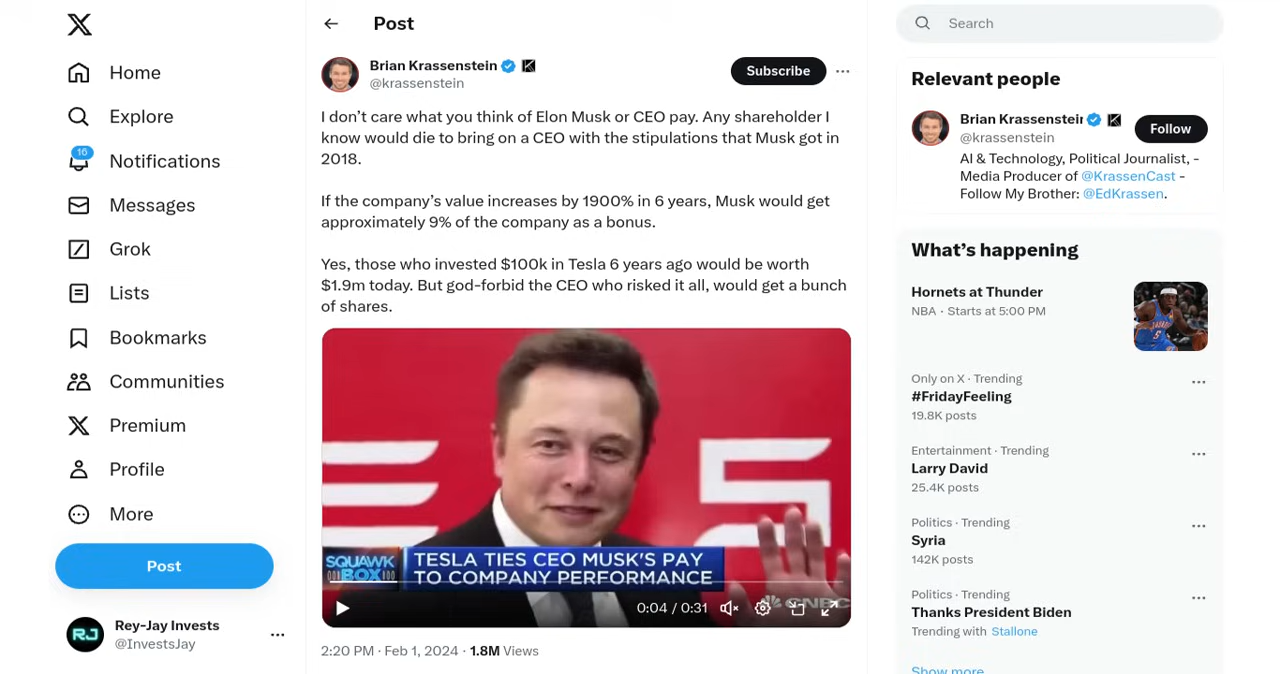 Home
Explore
16
Notifications
Messages
Grok
Lists
Bookmarks
Communities
Premium
Profile
More
Post
RJ
Rey-Jay Invests
@InvestsJay
Post
Brian Krassenstein
@krassenstein
Subscribe
I don’t care what you think of Elon Musk or CEO pay. Any shareholder I
know would die to bring on a CEO with the stipulations that Musk got in
2018.
If the company’s value increases by 1900% in 6 years, Musk would get
approximately 9% of the company as a bonus.
Yes, those who invested $100k in Tesla 6 years ago would be worth
$1.9m today. But god-forbid the CEO who risked it all, would get a bunch
of shares.
SQUAWK
BOX
TESLA TIES CEO MUSK'S PAY
TO COMPANY PERFORMANCE
0:04 / 0:31
CNBC
2:20 PM · Feb 1, 2024 · 1.8M Views
Search
Relevant people
Brian Krassenstein
@krassenstein
Follow
AI & Technology, Political Journalist, -
Media Producer of @KrassenCast -
Follow My Brother: @EdKrassen.
What’s happening
Hornets at Thunder
NBA · Starts at 5:00 PM
Only on X · Trending
#FridayFeeling
19.8K posts
Entertainment · Trending
Larry David
25.4K posts
Politics · Trending
Syria
142K posts
Politics · Trending
Thanks President Biden
Trending with Stallone
Show more